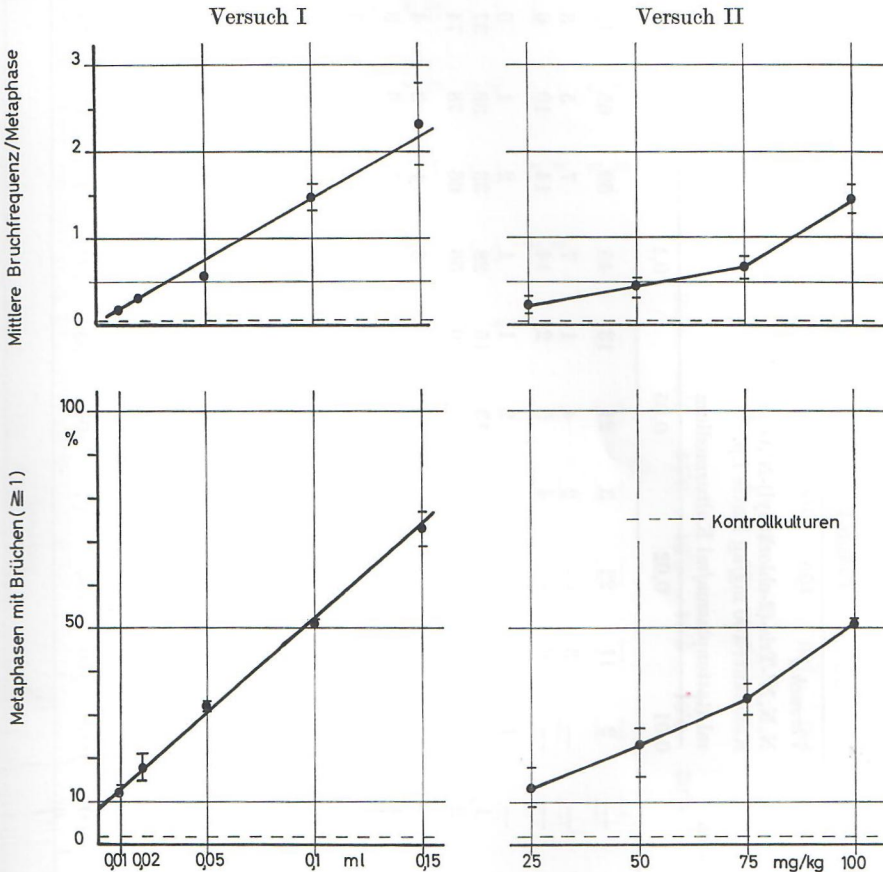 Versuch I
Versuch II
Mittlere Bruchfrequenz/Metaphase
3
2
1
0
Metaphasen mit Brüchen (≧ 1)
100
%
50
10
0
0,01 0,02 0,05 0,1 ml 0,15
--- Kontrollkulturen
25 50 75 mg/kg 100